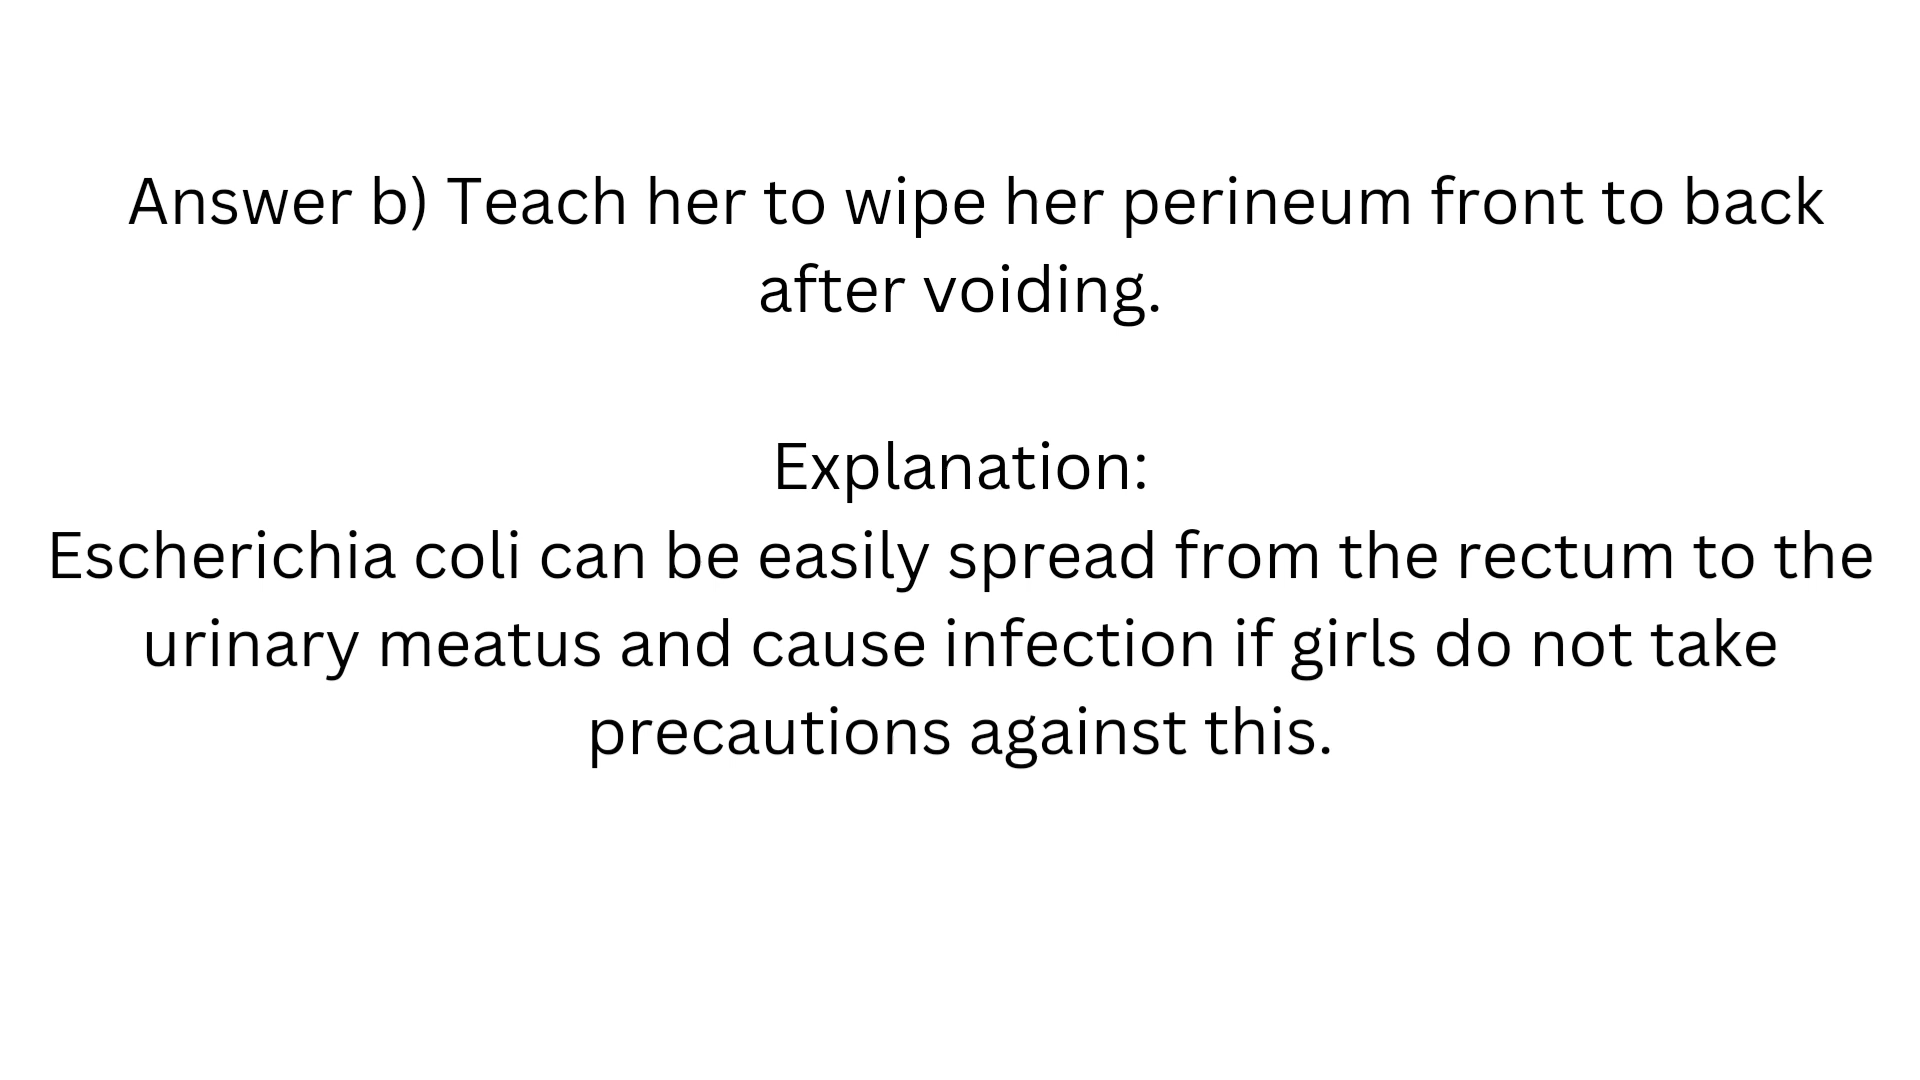 Answer b) Teach her to wipe her perineum front to back
after voiding.
Explanation:
Escherichia coli can be easily spread from the rectum to the
urinary meatus and cause infection if girls do not take
precautions against this.